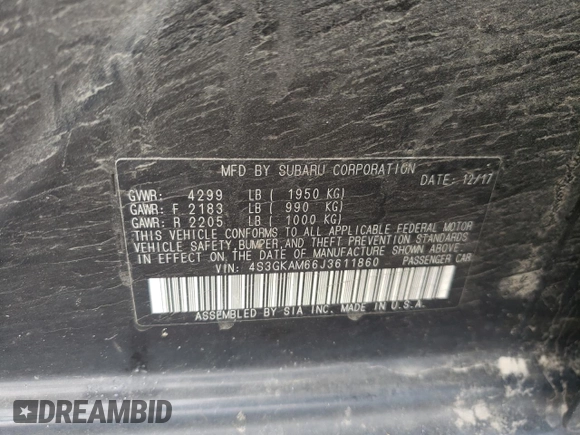 MFD BY SUBARU CORPORATION
DATE: 12/17
GVWR: 4299 LB ( 1950 KG)
GAWR: F 2183 LB ( 990 KG)
GAWR: R 2205 LB ( 1000 KG)
THIS VEHICLE CONFORMS TO ALL APPLICABLE FEDERAL MOTOR
VEHICLE SAFETY, BUMPER, AND THEFT PREVENTION STANDARDS
IN EFFECT ON THE DATE OF MANUFACTURE SHOWN ABOVE.
VIN: 4S3GKAM66J3611860 PASSENGER CAR
ASSEMBLED BY SIA INC. MADE IN U.S.A.
DREAMBID